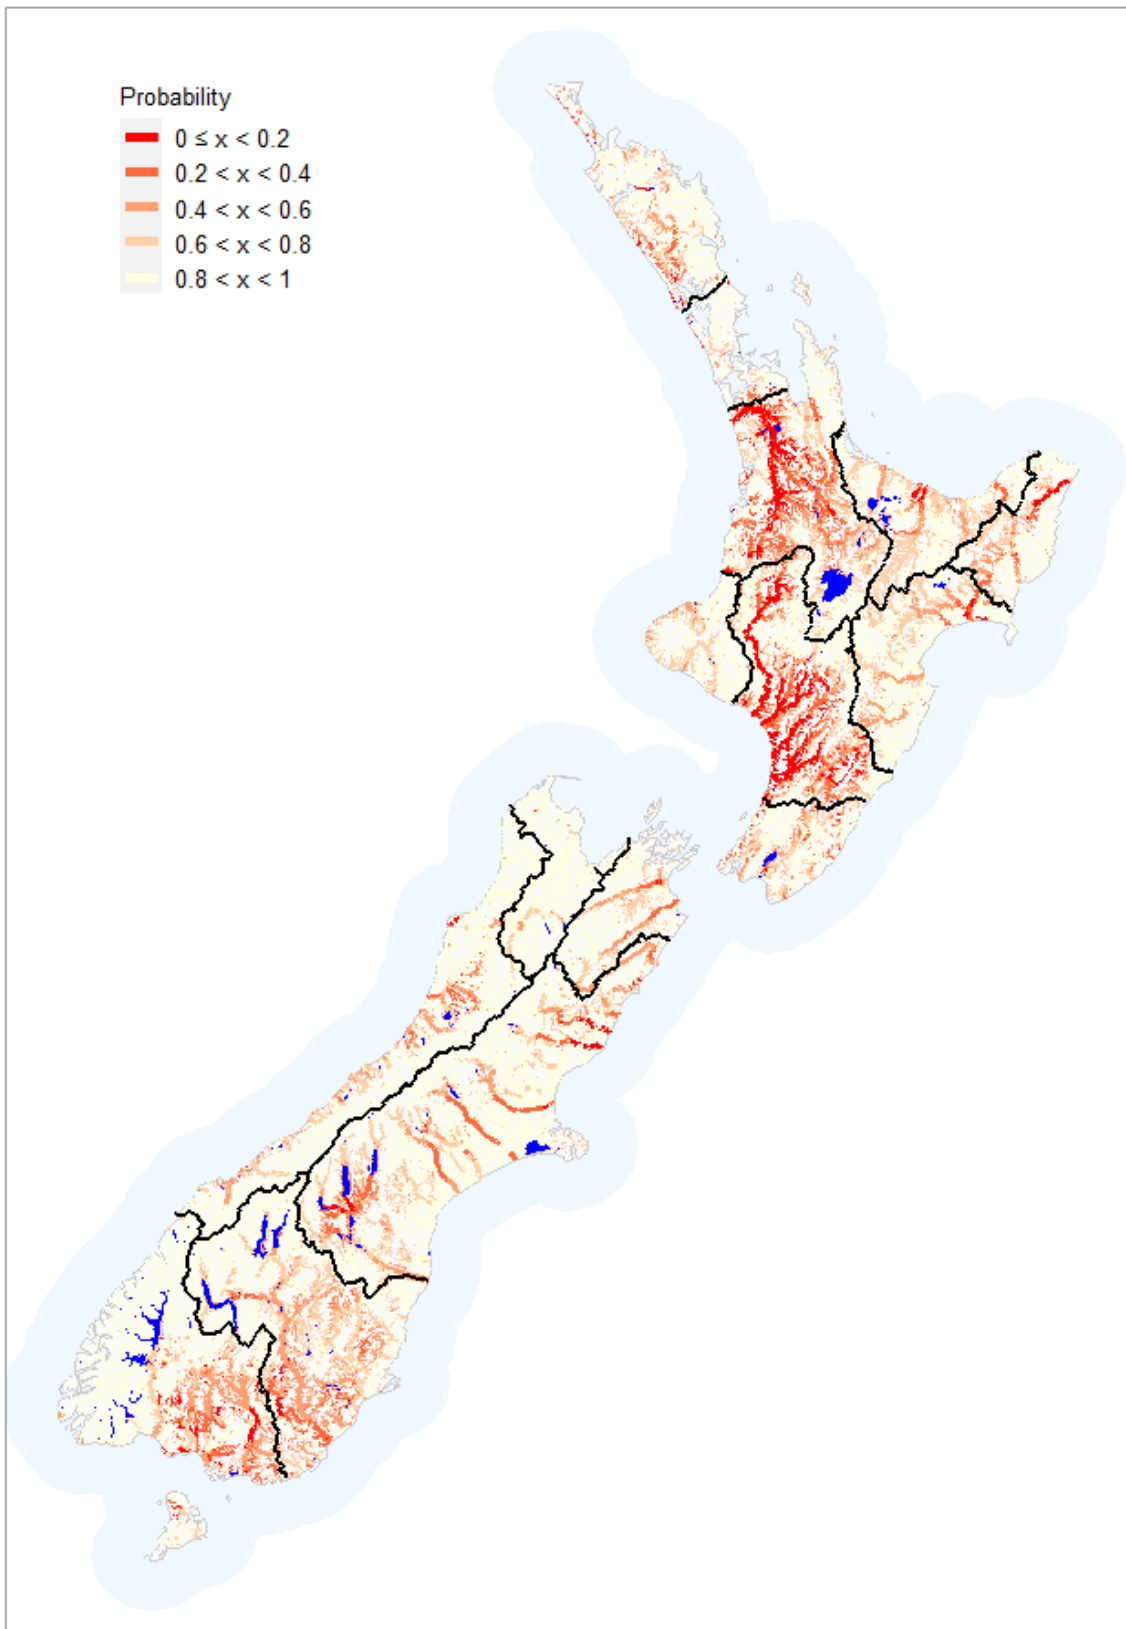 Probability
0 ≤ x < 0.2
0.2 < x < 0.4
0.4 < x < 0.6
0.6 < x < 0.8
0.8 < x < 1